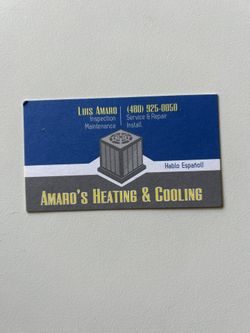 Luis Amaro
Inspection
Maintenance
(480) 925-0050
Service & Repair
Install
Hablo Español!
Amaro's Heating & Cooling